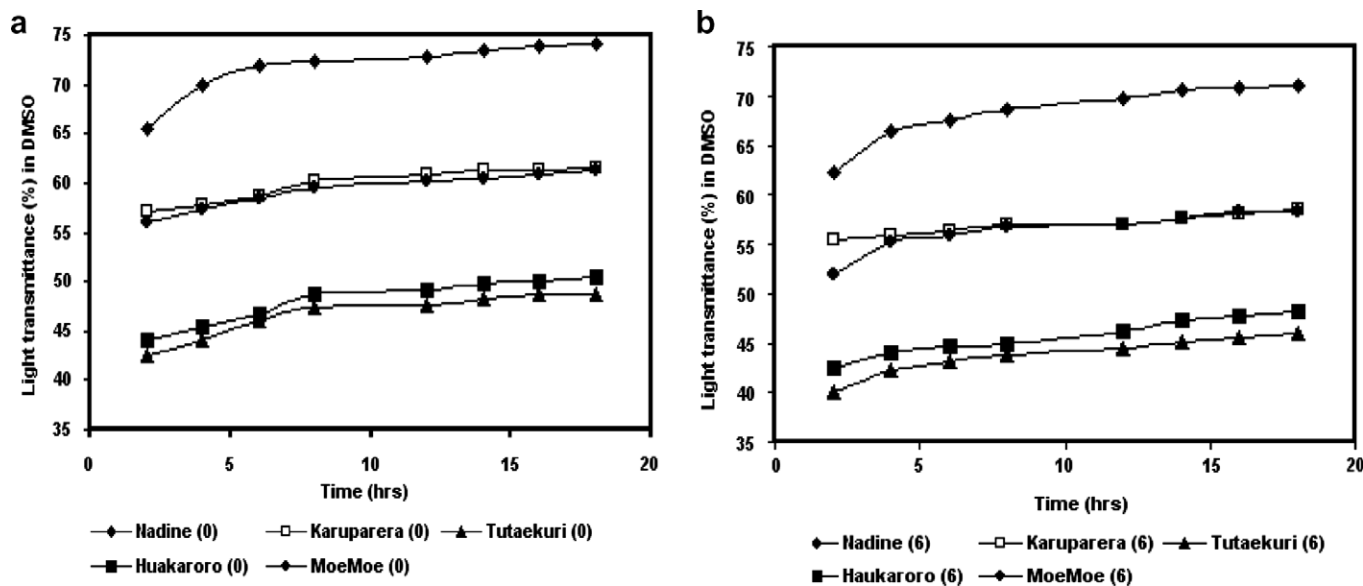 a
Light transmittance (%) in DMSO
75
70
65
60
55
50
45
40
35
0 5 10 15 20
Time (hrs)
Nadine (0) Karuparera (0) Tutaekuri (0)
Huakaroro (0) MoeMoe (0)
b
Light transmittance (%) in DMSO
75
70
65
60
55
50
45
40
35
0 5 10 15 20
Time (hrs)
Nadine (6) Karuparera (6) Tutaekuri (6)
Haukaroro (6) MoeMoe (6)